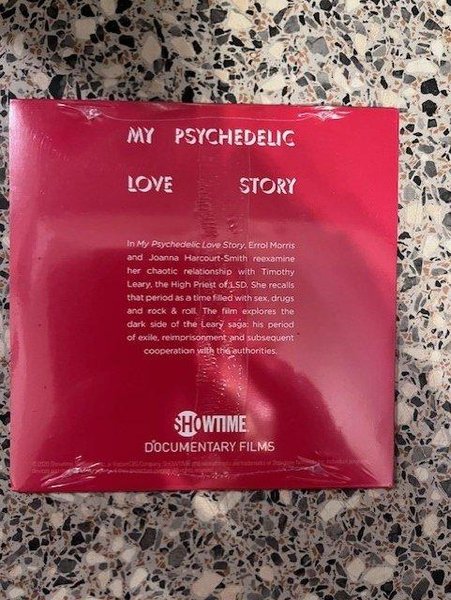 MY PSYCHEDELIC
LOVE STORY
In My Psychedelic Love Story, Errol Morris
and Joanna Harcourt-Smith reexamine
her chaotic relationship with Timothy
Leary, the High Priest of LSD. She recalls
that period as a time filled with sex, drugs
and rock & roll. The film explores the
dark side of the Leary saga: his period
of exile, reimprisonment and subsequent
cooperation with the authorities.
SHOWTIME
DOCUMENTARY FILMS